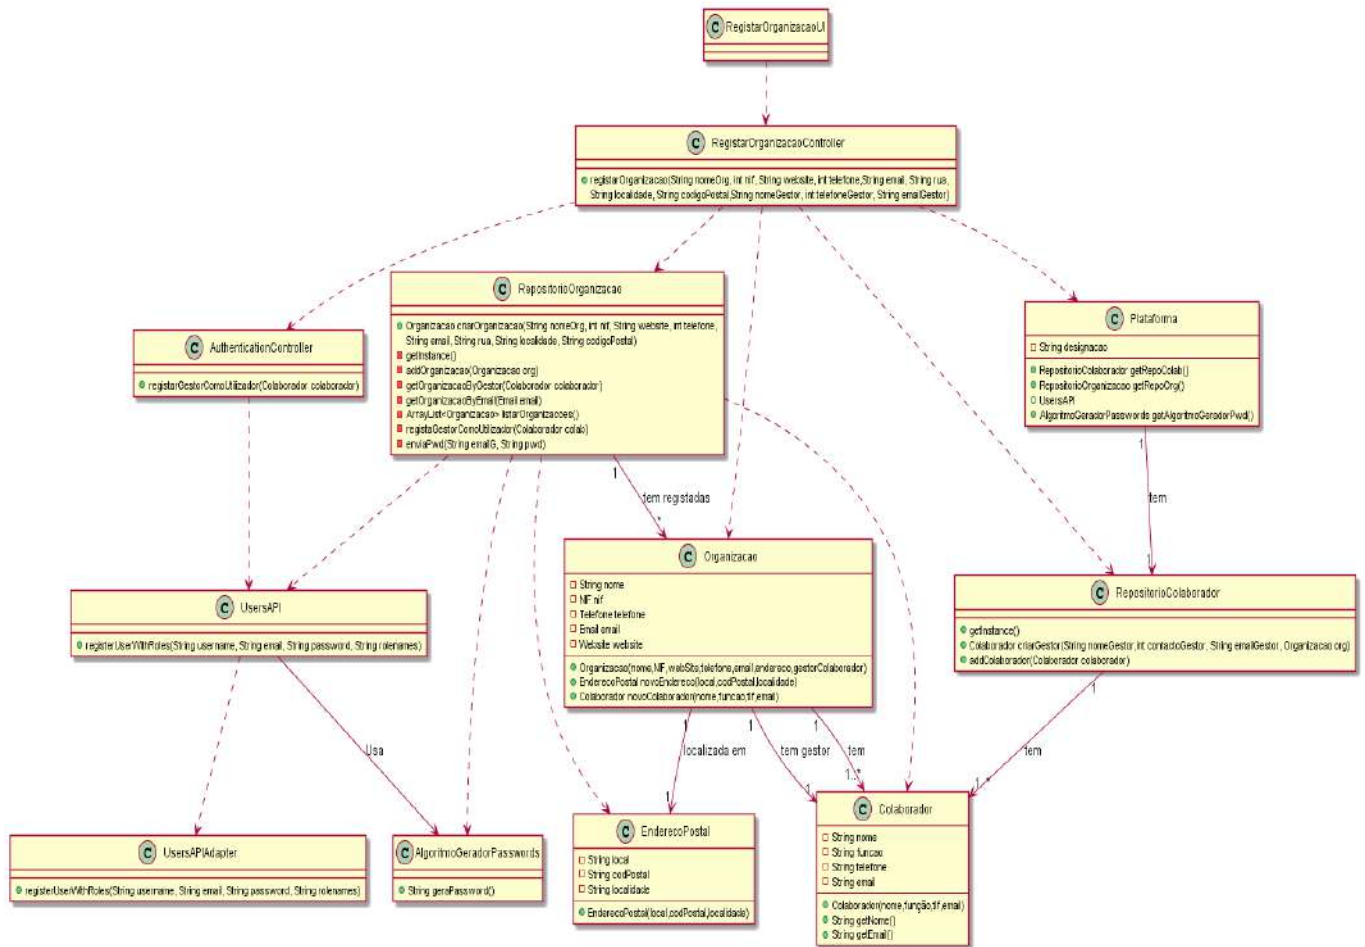 C RegistarOrganizacaoUI
C RegistarOrganizacaoController
registarOrganizacao(String nomeOrg, int nif, String website, int telefone,String email, String rua,
String localidade, String codigoPostal,String nomeGestor, int telefoneGestor, String emailGestor)
C RepositorioOrganizacao
Organizacao criarOrganizacao(String nomeOrg, int nif, String website, int telefone,
String email, String rua, String localidade, String codigoPostal)
getInstance()
addOrganizacao(Organizacao org)
getOrganizacaoByGestor(Colaborador colaborador)
getOrganizacaoByEmail(Email email)
ArrayList<Organizacao> listarOrganizacoes()
registaGestorComoUtilizador(Colaborador colab)
enviaPwd(String emailG, String pwd)
C AuthenticationController
registarGestorComoUtilizador(Colaborador colaborador)
C Plataforma
String designacao
RepositorioColaborador getRepoColab()
RepositorioOrganizacao getRepoOrg()
UsersAPI
AlgoritmoGeradorPasswords getAlgoritmoGeradorPwd()
1
tem registadas
*
1
tem
1
C Organizacao
String nome
NIF nif
Telefone telefone
Email email
Website website
Organizacao(nome,NIF,webSite,telefone,email,endereco,gestorColaborador)
EnderecoPostal novoEndereco(local,codPostal,localidade)
Colaborador novoColaborador(nome,funcao,tlf,email)
C UsersAPI
registerUserWithRoles(String username, String email, String password, String rolenames)
C RepositorioColaborador
getInstance()
Colaborador criarGestor(String nomeGestor,int contactoGestor, String emailGestor, Organizacao org)
addColaborador(Colaborador colaborador)
Usa
1
localizada em
1
1
tem gestor
1
1
tem
1..*
1
tem
1..*
C UsersAPIAdapter
registerUserWithRoles(String username, String email, String password, String rolenames)
C AlgoritmoGeradorPasswords
String geraPassword()
C EnderecoPostal
String local
String codPostal
String localidade
EnderecoPostal(local,codPostal,localidade)
C Colaborador
String nome
String funcao
String telefone
String email
Colaborador(nome,função,tlf,email)
String getNome()
String getEmail()